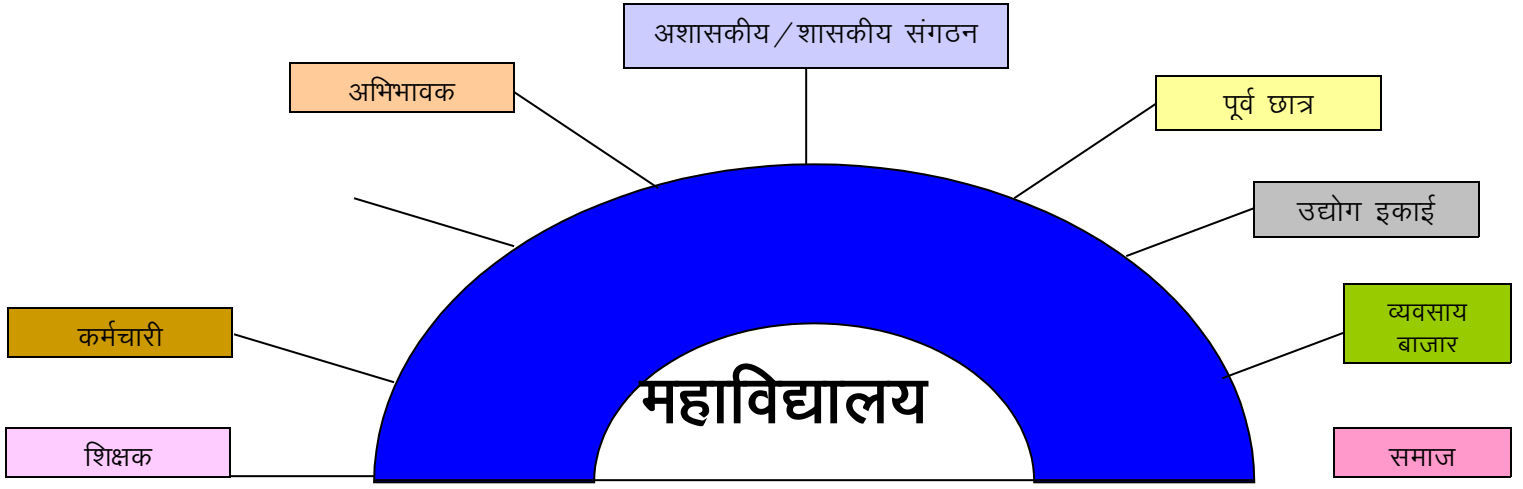 अशासकीय/शासकीय संगठन
अभिभावक
पूर्व छात्र
उद्योग इकाई
व्यवसाय
बाजार
कर्मचारी
महाविद्यालय
शिक्षक
समाज